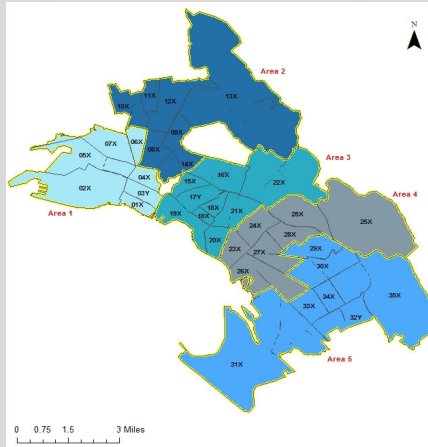 N
Area 2
11X
12X
13X
10X
09X
07X
06X
08X
05X
14X
Area 3
16X
04X
15X
22X
02X
03Y
17Y
Area 4
01X
18X
21X
Area 1
19X
18X
25X
24X
25X
28X
20X
23X
29X
27X
30X
26X
34X
35X
33X
32Y
31X
Area 5
0 0.75 1.5 3 Miles